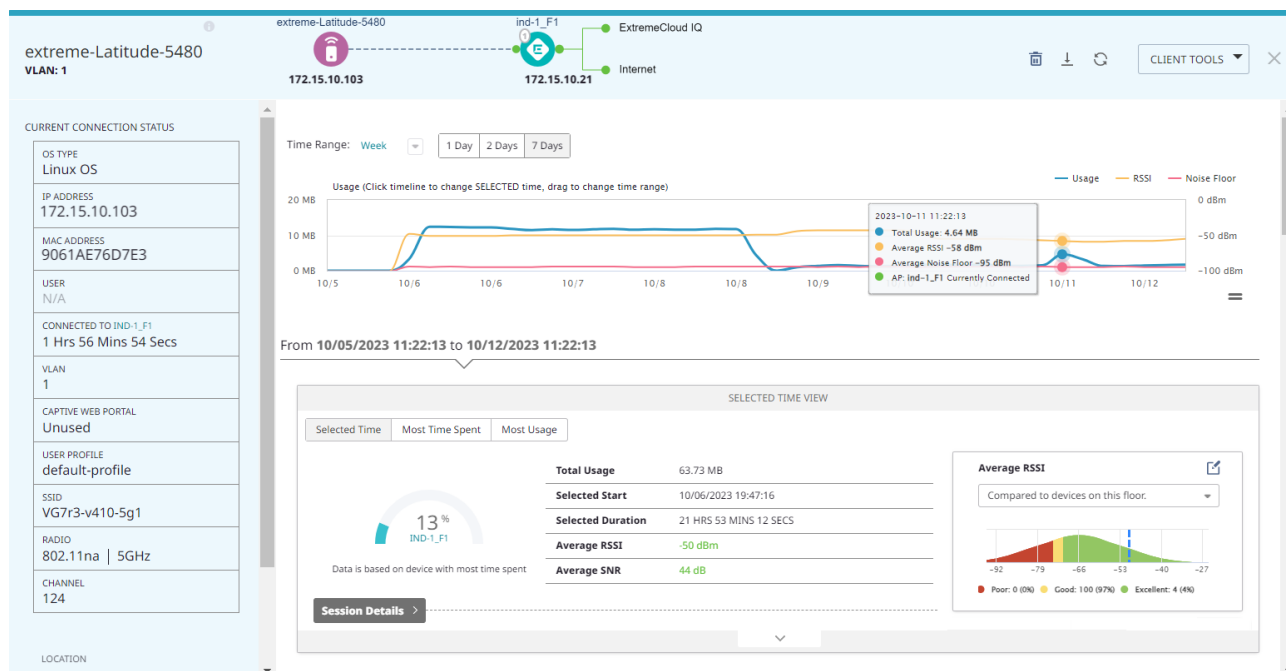 extreme-Latitude-5480
VLAN: 1
extreme-Latitude-5480
172.15.10.103
ind-1_F1
1
172.15.10.21
ExtremeCloud IQ
Internet
CLIENT TOOLS
CURRENT CONNECTION STATUS
OS TYPE
Linux OS
IP ADDRESS
172.15.10.103
MAC ADDRESS
9061AE76D7E3
USER
N/A
CONNECTED TO IND-1_F1
1 Hrs 56 Mins 54 Secs
VLAN
1
CAPTIVE WEB PORTAL
Unused
USER PROFILE
default-profile
SSID
VG7r3-v410-5g1
RADIO
802.11na | 5GHz
CHANNEL
124
LOCATION
Time Range: Week 1 Day 2 Days 7 Days
Usage (Click timeline to change SELECTED time, drag to change time range)
Usage RSSI Noise Floor
20 MB
10 MB
0 MB
0 dBm
-50 dBm
-100 dBm
2023-10-11 11:22:13
Total Usage: 4.64 MB
Average RSSI -58 dBm
Average Noise Floor -95 dBm
AP: ind-1_F1 Currently Connected
10/5 10/6 10/6 10/7 10/8 10/8 10/9 10/11 10/12
From 10/05/2023 11:22:13 to 10/12/2023 11:22:13
SELECTED TIME VIEW
Selected Time Most Time Spent Most Usage
13 %
IND-1_F1
Data is based on device with most time spent
Total Usage 63.73 MB
Selected Start 10/06/2023 19:47:16
Selected Duration 21 HRS 53 MINS 12 SECS
Average RSSI -50 dBm
Average SNR 44 dB
Session Details >
Average RSSI
Compared to devices on this floor.
-92 -79 -66 -53 -40 -27
Poor: 0 (0%) Good: 100 (97%) Excellent: 4 (4%)